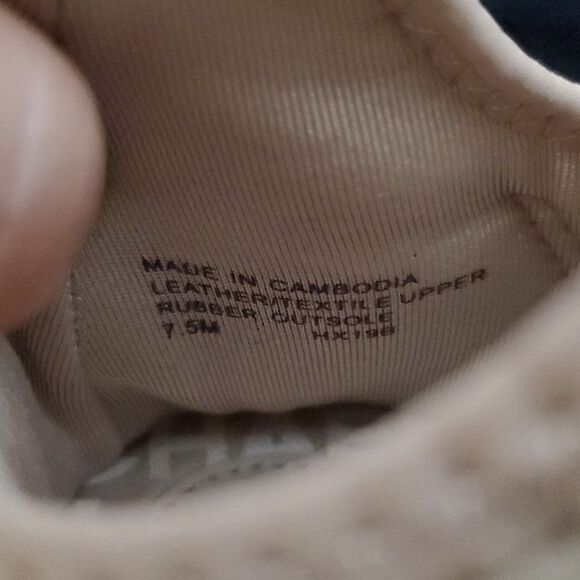 MADE IN CAMBODIA
LEATHER/TEXTILE UPPER
RUBBER OUTSOLE
7.5M HX198